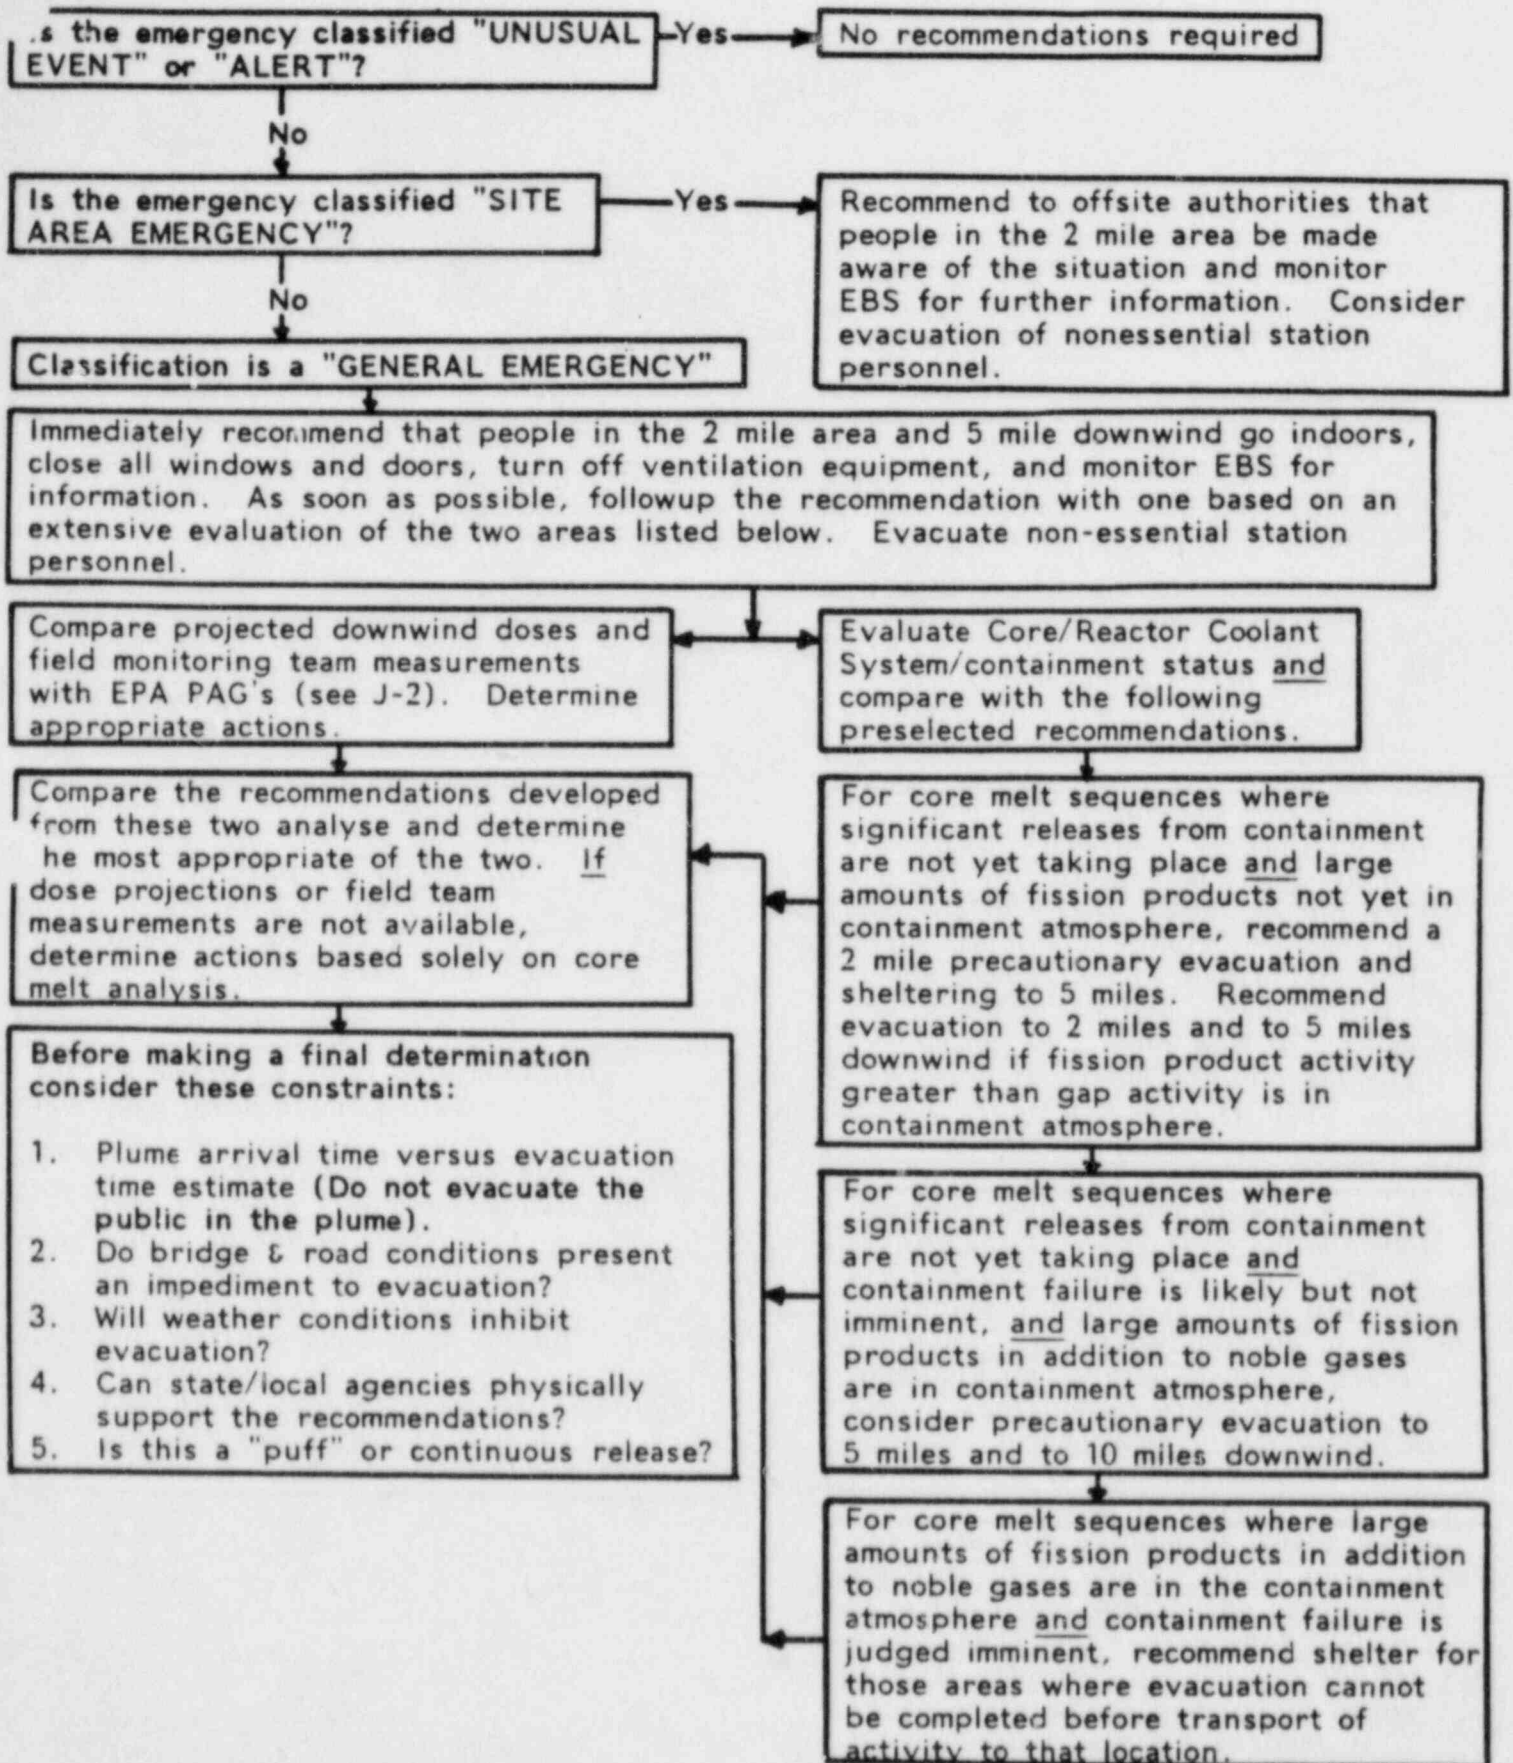 s the emergency classified "UNUSUAL
EVENT" or "ALERT"?
Yes
No recommendations required
No
Is the emergency classified "SITE
AREA EMERGENCY"?
Yes
Recommend to offsite authorities that
people in the 2 mile area be made
aware of the situation and monitor
EBS for further information. Consider
evacuation of nonessential station
personnel.
No
Classification is a "GENERAL EMERGENCY"
Immediately recommend that people in the 2 mile area and 5 mile downwind go indoors,
close all windows and doors, turn off ventilation equipment, and monitor EBS for
information. As soon as possible, followup the recommendation with one based on an
extensive evaluation of the two areas listed below. Evacuate non-essential station
personnel.
Compare projected downwind doses and
field monitoring team measurements
with EPA PAG's (see J-2). Determine
appropriate actions.
Evaluate Core/Reactor Coolant
System/containment status and
compare with the following
preselected recommendations.
Compare the recommendations developed
from these two analyse and determine
he most appropriate of the two. If
dose projections or field team
measurements are not available,
determine actions based solely on core
melt analysis.
For core melt sequences where
significant releases from containment
are not yet taking place and large
amounts of fission products not yet in
containment atmosphere, recommend a
2 mile precautionary evacuation and
sheltering to 5 miles. Recommend
evacuation to 2 miles and to 5 miles
downwind if fission product activity
greater than gap activity is in
containment atmosphere.
Before making a final determination
consider these constraints:
1. Plume arrival time versus evacuation
time estimate (Do not evacuate the
public in the plume).
2. Do bridge & road conditions present
an impediment to evacuation?
3. Will weather conditions inhibit
evacuation?
4. Can state/local agencies physically
support the recommendations?
5. Is this a "puff" or continuous release?
For core melt sequences where
significant releases from containment
are not yet taking place and
containment failure is likely but not
imminent, and large amounts of fission
products in addition to noble gases
are in containment atmosphere,
consider precautionary evacuation to
5 miles and to 10 miles downwind.
For core melt sequences where large
amounts of fission products in addition
to noble gases are in the containment
atmosphere and containment failure is
judged imminent, recommend shelter for
those areas where evacuation cannot
be completed before transport of
activity to that location.